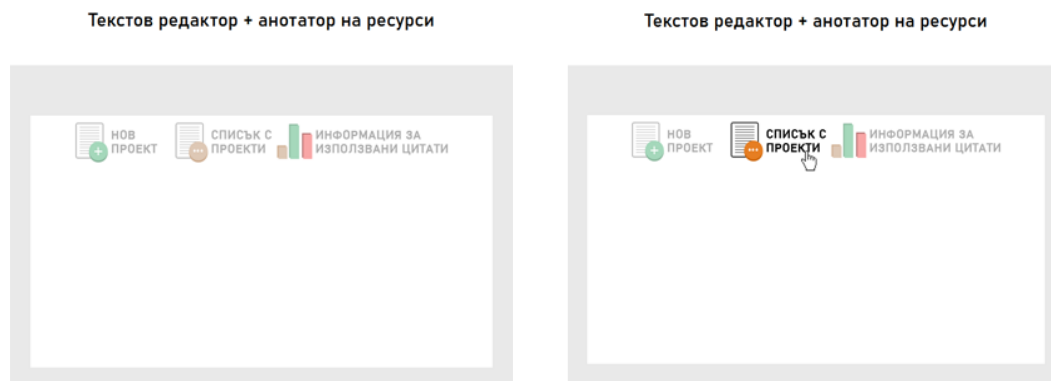 Текстов редактор + анотатор на ресурси
НОВ
ПРОЕКТ
СПИСЪК С
ПРОЕКТИ
ИНФОРМАЦИЯ ЗА
ИЗПОЛЗВАНИ ЦИТАТИ
Текстов редактор + анотатор на ресурси
НОВ
ПРОЕКТ
СПИСЪК С
ПРОЕКТИ
ИНФОРМАЦИЯ ЗА
ИЗПОЛЗВАНИ ЦИТАТИ